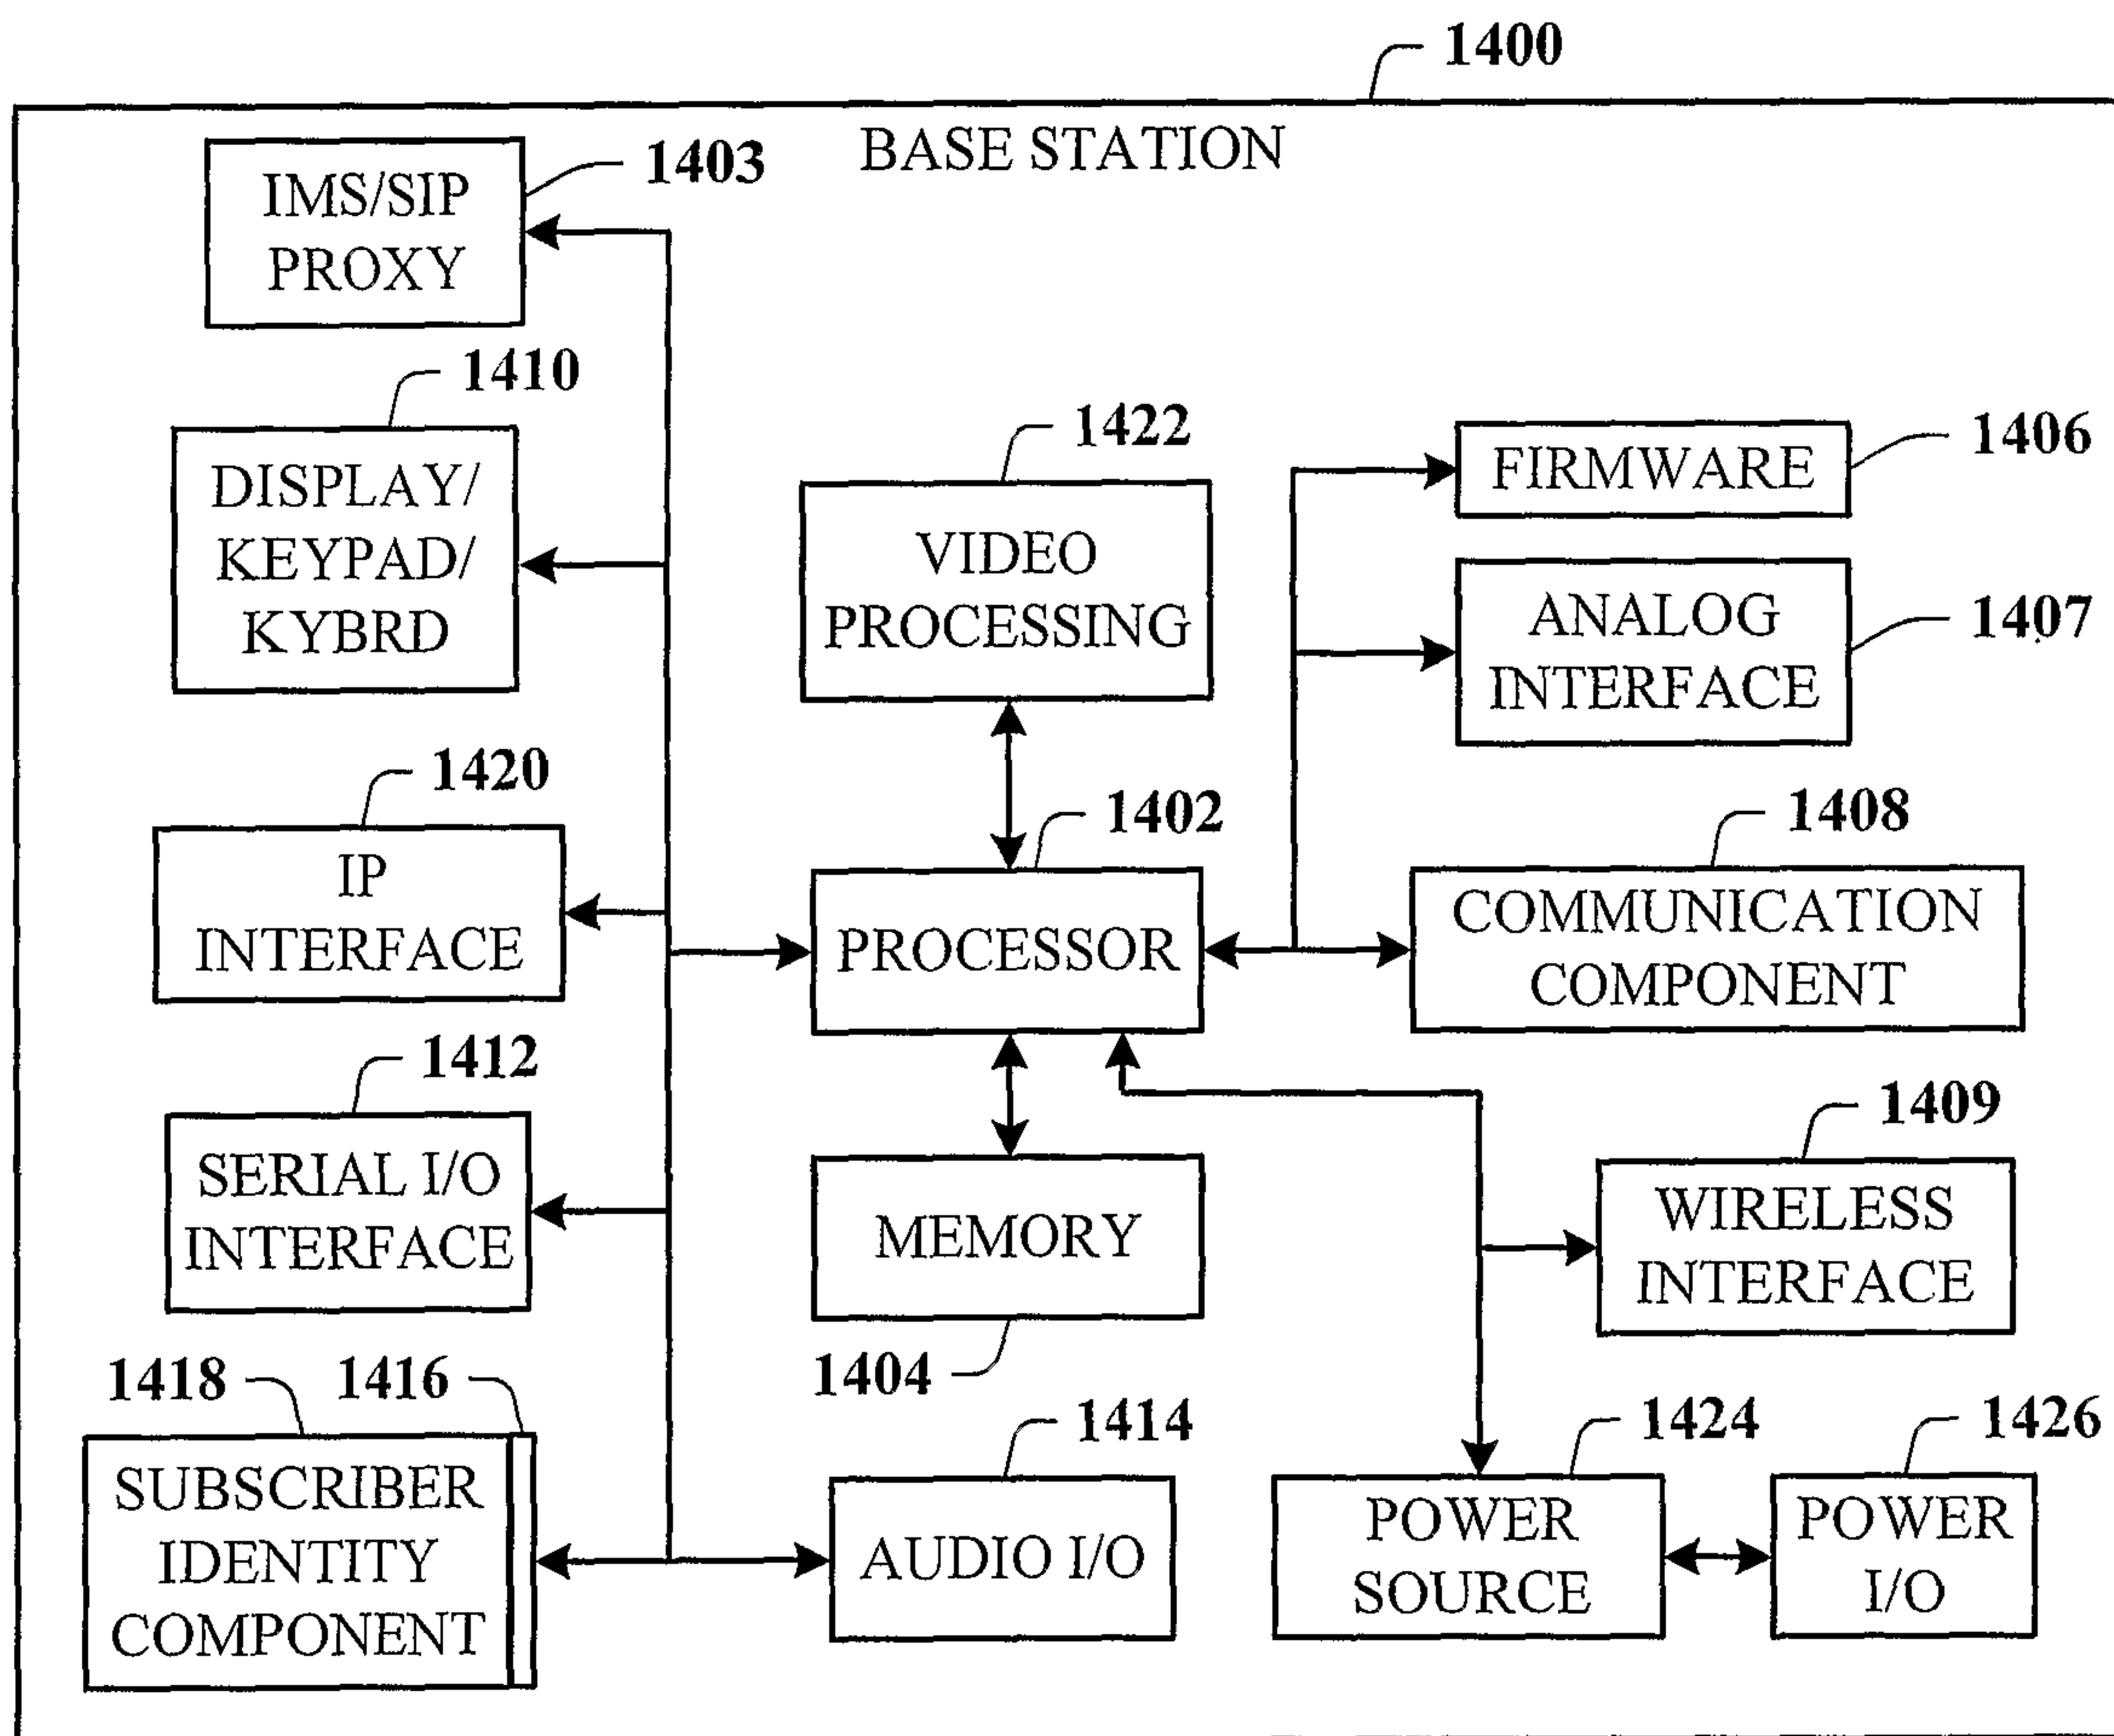 1400
BASE STATION
IMS/SIP
PROXY
1403
1410
DISPLAY/
KEYPAD/
KYBRD
1422
VIDEO
PROCESSING
FIRMWARE
1406
ANALOG
INTERFACE
1407
1420
IP
INTERFACE
1402
PROCESSOR
1408
COMMUNICATION
COMPONENT
1412
SERIAL I/O
INTERFACE
MEMORY
1404
1409
WIRELESS
INTERFACE
1418
1416
SUBSCRIBER
IDENTITY
COMPONENT
1414
AUDIO I/O
1424
POWER
SOURCE
1426
POWER
I/O